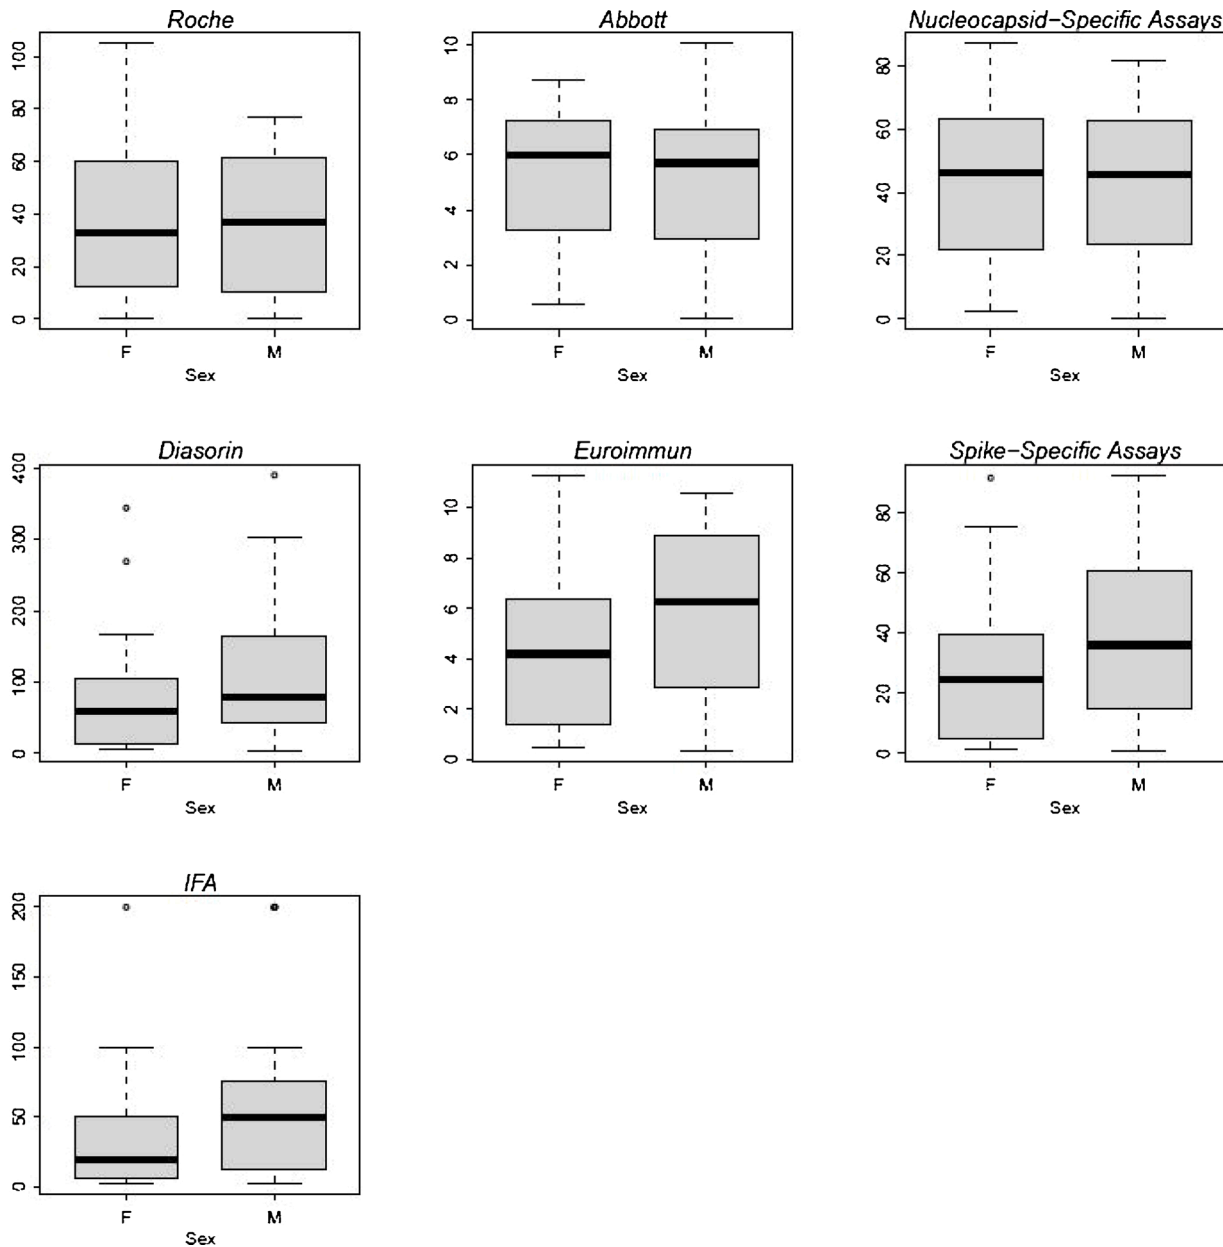 Roche
100
80
60
40
20
0
F M
Sex
Abbott
10
8
6
4
2
0
F M
Sex
Nucleocapsid−Specific Assays
80
60
40
20
0
F M
Sex
Diasorin
400
300
200
100
0
F M
Sex
Euroimmun
10
8
6
4
2
0
F M
Sex
Spike−Specific Assays
80
60
40
20
0
F M
Sex
IFA
200
150
100
50
0
F M
Sex